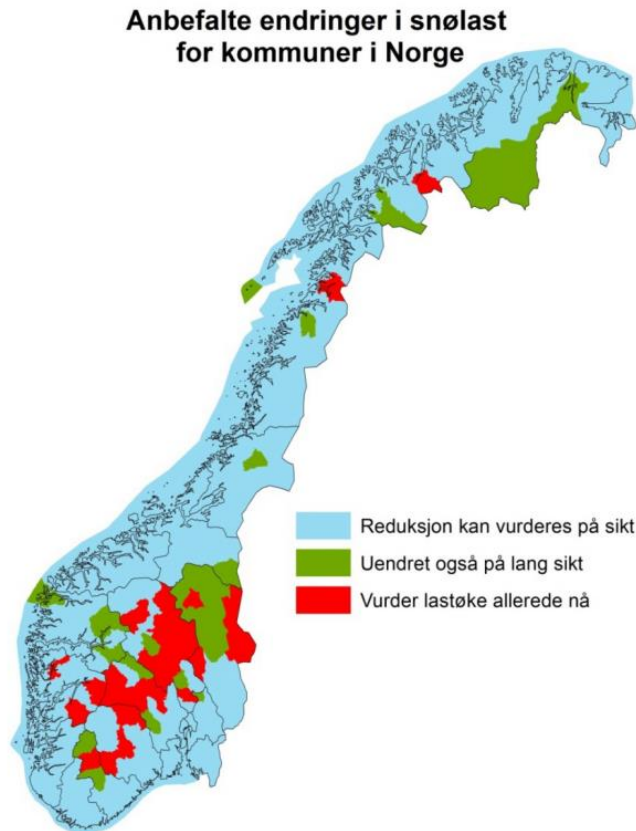 Anbefalte endringer i snølast
for kommuner i Norge
Reduksjon kan vurderes på sikt
Uendret også på lang sikt
Vurder lastøke allerede nå